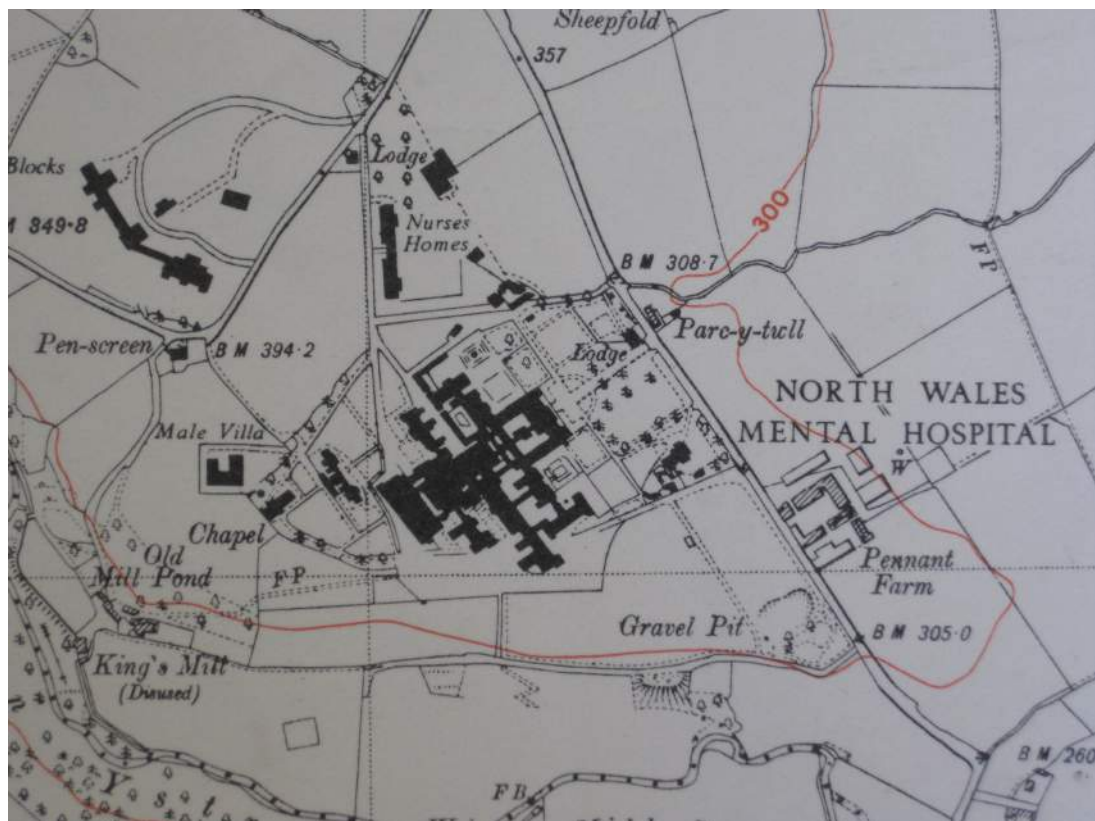 Sheepfold
357
Blocks
Lodge
349·8
Nurses
Homes
300
F P
B M 308·7
Pen-screen
B M 394·2
Parc-y-twll
Lodge
NORTH WALES
MENTAL HOSPITAL
Male Villa
W
Chapel
Old
Mill Pond
F P
Pennant
Farm
Gravel Pit
B M 305·0
King's Mill
(Disused)
B M 260
Y s t
F B